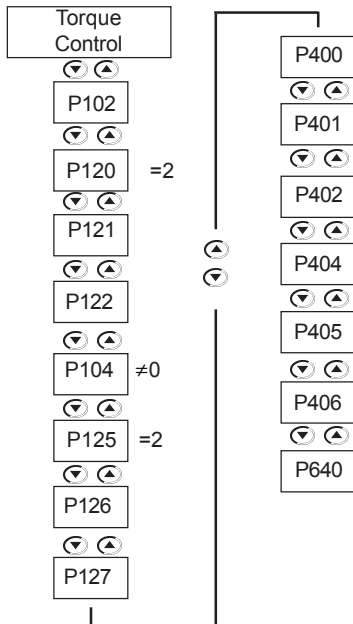 Torque
Control
P102
P120 =2
P121
P122
P104 ≠0
P125 =2
P126
P127
P400
P401
P402
P404
P405
P406
P640